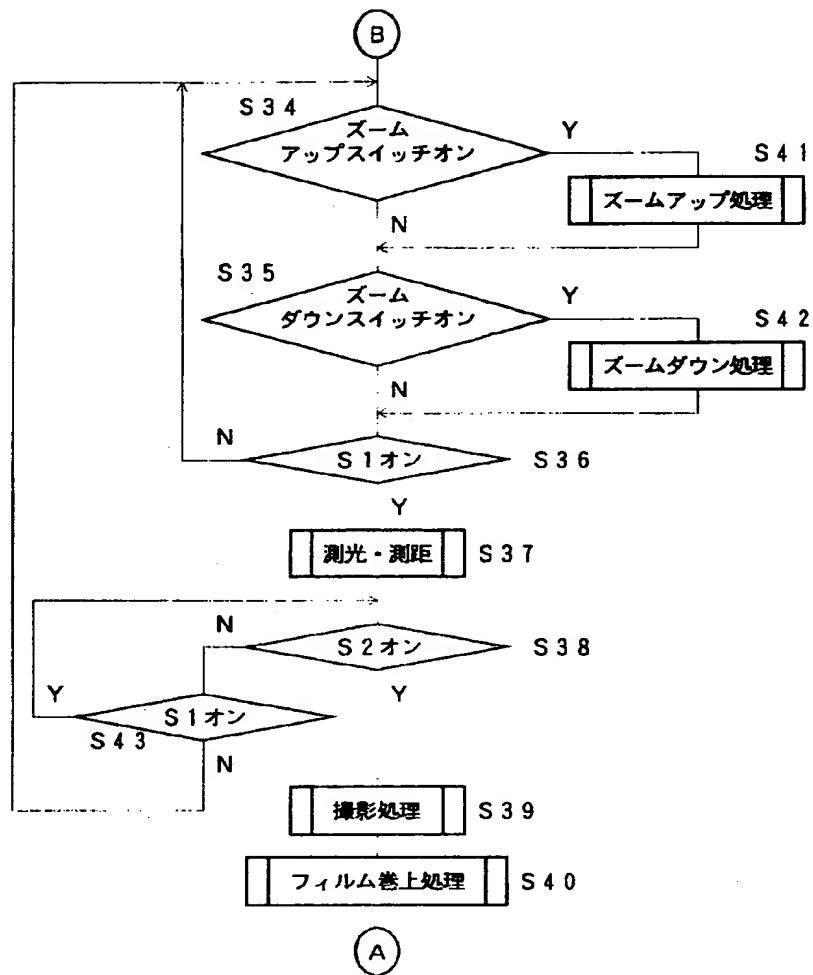 B
S34
ズーム
アップスイッチオン
Y
S41
ズームアップ処理
N
S35
ズーム
ダウンスイッチオン
Y
S42
ズームダウン処理
N
N
S1オン
S36
Y
測光・測距
S37
N
S2オン
S38
Y
Y
S1オン
S43
N
撮影処理
S39
フィルム巻上処理
S40
A